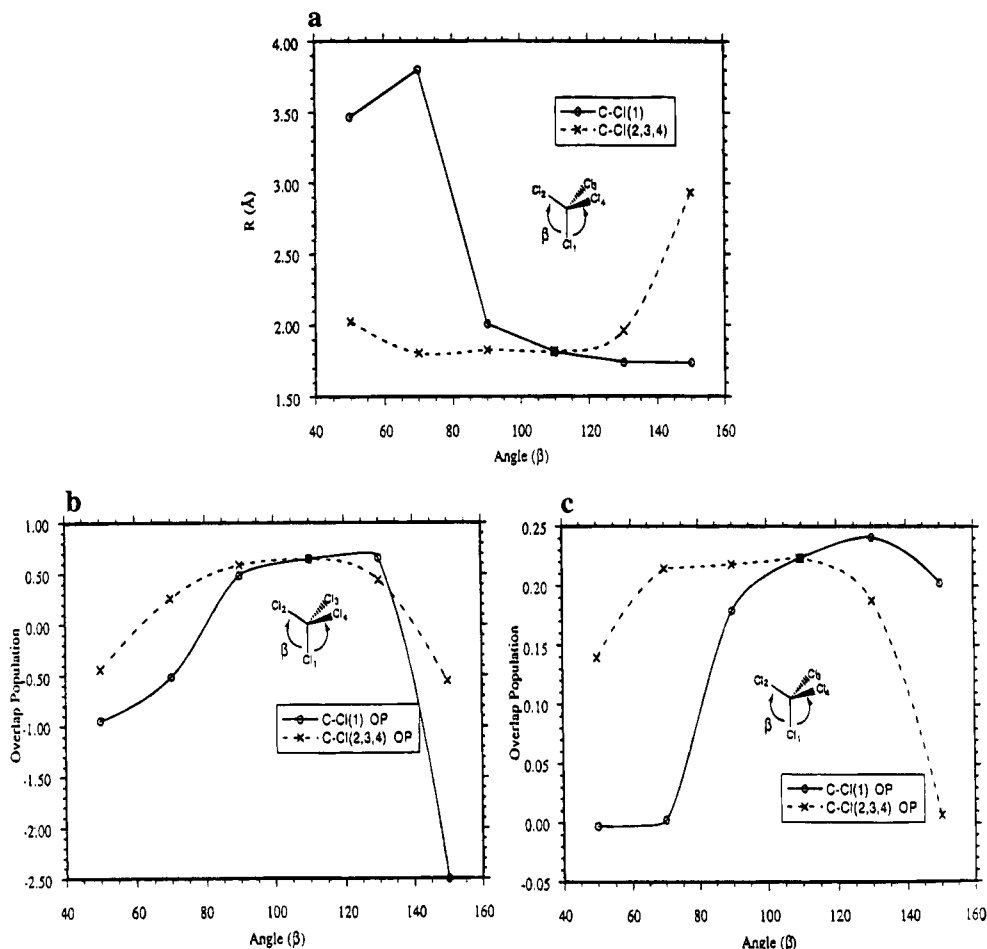 a
4.00
3.50
3.00
2.50
2.00
1.50
R (Å)
C-Cl(1)
C-Cl(2,3,4)
Cl2
Cl3
Cl4
β
Cl1
40 60 80 100 120 140 160
Angle (β)
b
1.00
0.50
0.00
-0.50
-1.00
-1.50
-2.00
-2.50
Overlap Population
Cl2
Cl3
Cl4
β
Cl1
C-Cl(1) OP
C-Cl(2,3,4) OP
40 60 80 100 120 140 160
Angle (β)
c
0.25
0.20
0.15
0.10
0.05
0.00
-0.05
Overlap Population
Cl2
Cl3
Cl4
β
Cl1
C-Cl(1) OP
C-Cl(2,3,4) OP
40 60 80 100 120 140 160
Angle (β)